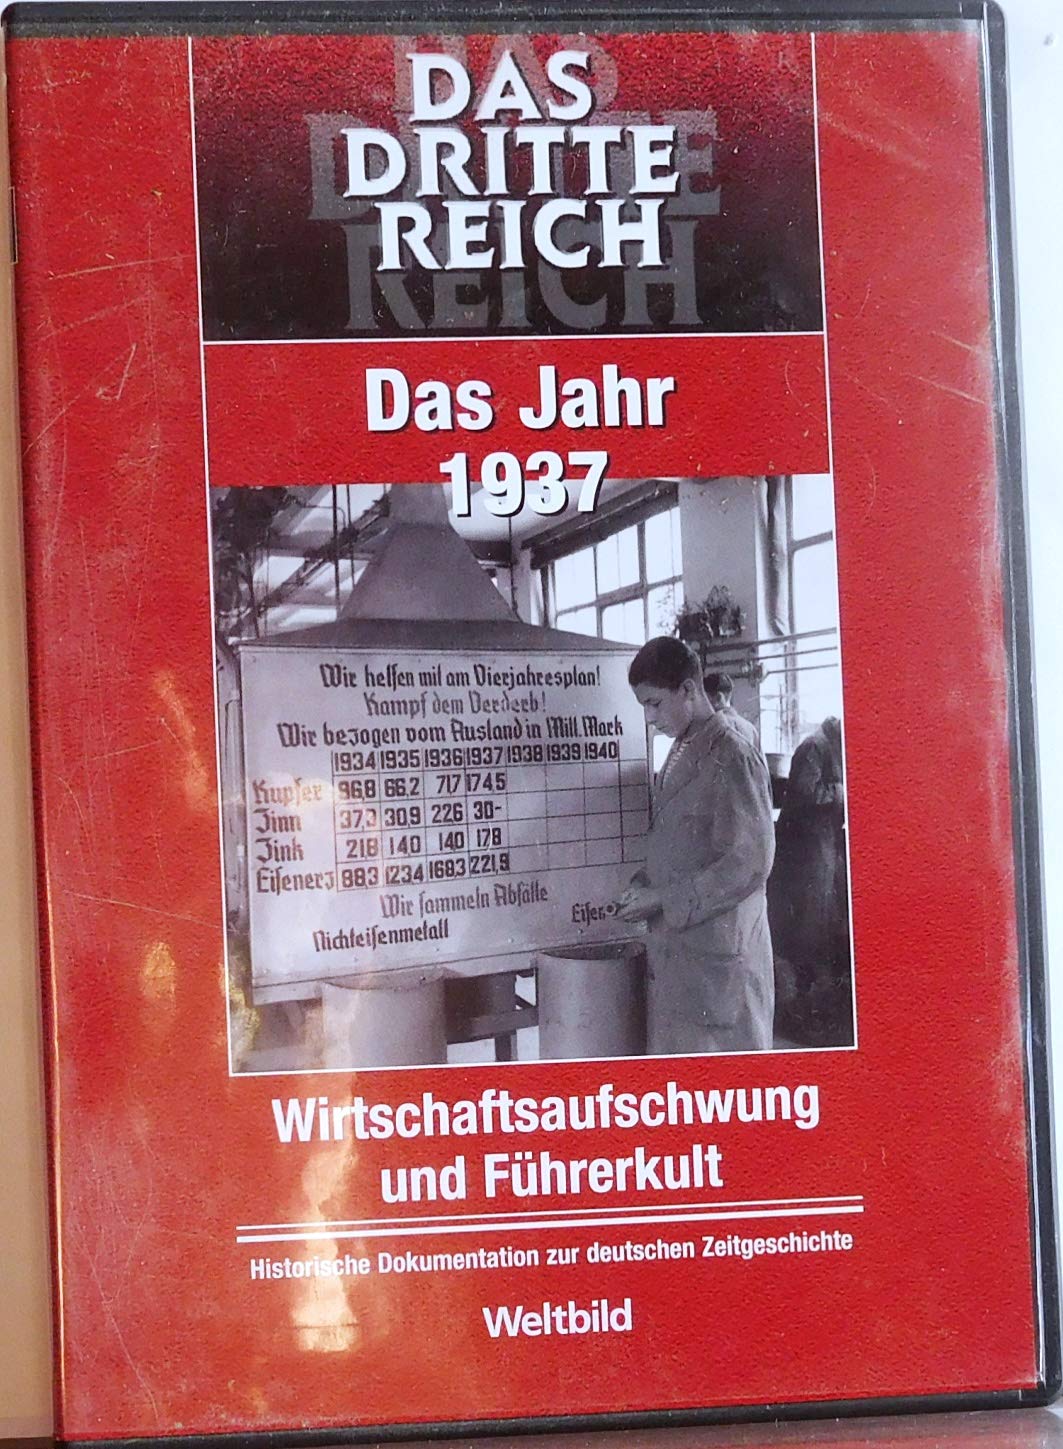 DAS
DRITTE
REICH
Das Jahr
1937
Wir helfen mit am Vierjahresplan!
Kampf dem Verderb!
Wir bezogen vom Ausland in Mill. Mark
1934 1935 1936 1937 1938 1939 1940
Kupfer 96,8 66,2 71,7 174,5
Zinn 37,3 30,9 22,6 30-
Zink 21,8 14,0 14,0 17,8
Eisenerz 88,3 123,4 168,3 221,9
Wir sammeln Abfälle
Nichteisenmetall Eisen
Wirtschaftsaufschwung
und Führerkult
Historische Dokumentation zur deutschen Zeitgeschichte
Weltbild